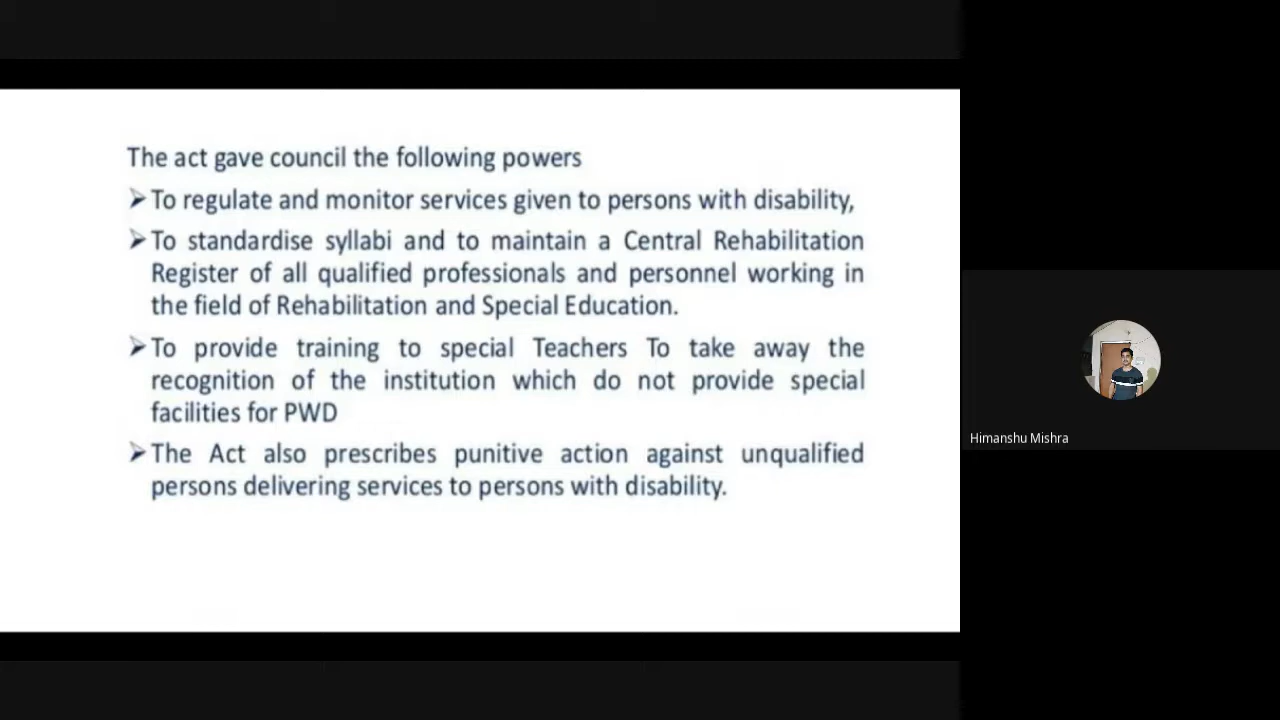 The act gave council the following powers
To regulate and monitor services given to persons with disability,
To standardise syllabi and to maintain a Central Rehabilitation
Register of all qualified professionals and personnel working in
the field of Rehabilitation and Special Education.
To provide training to special Teachers To take away the
recognition of the institution which do not provide special
facilities for PWD
The Act also prescribes punitive action against unqualified
persons delivering services to persons with disability.
Himanshu Mishra